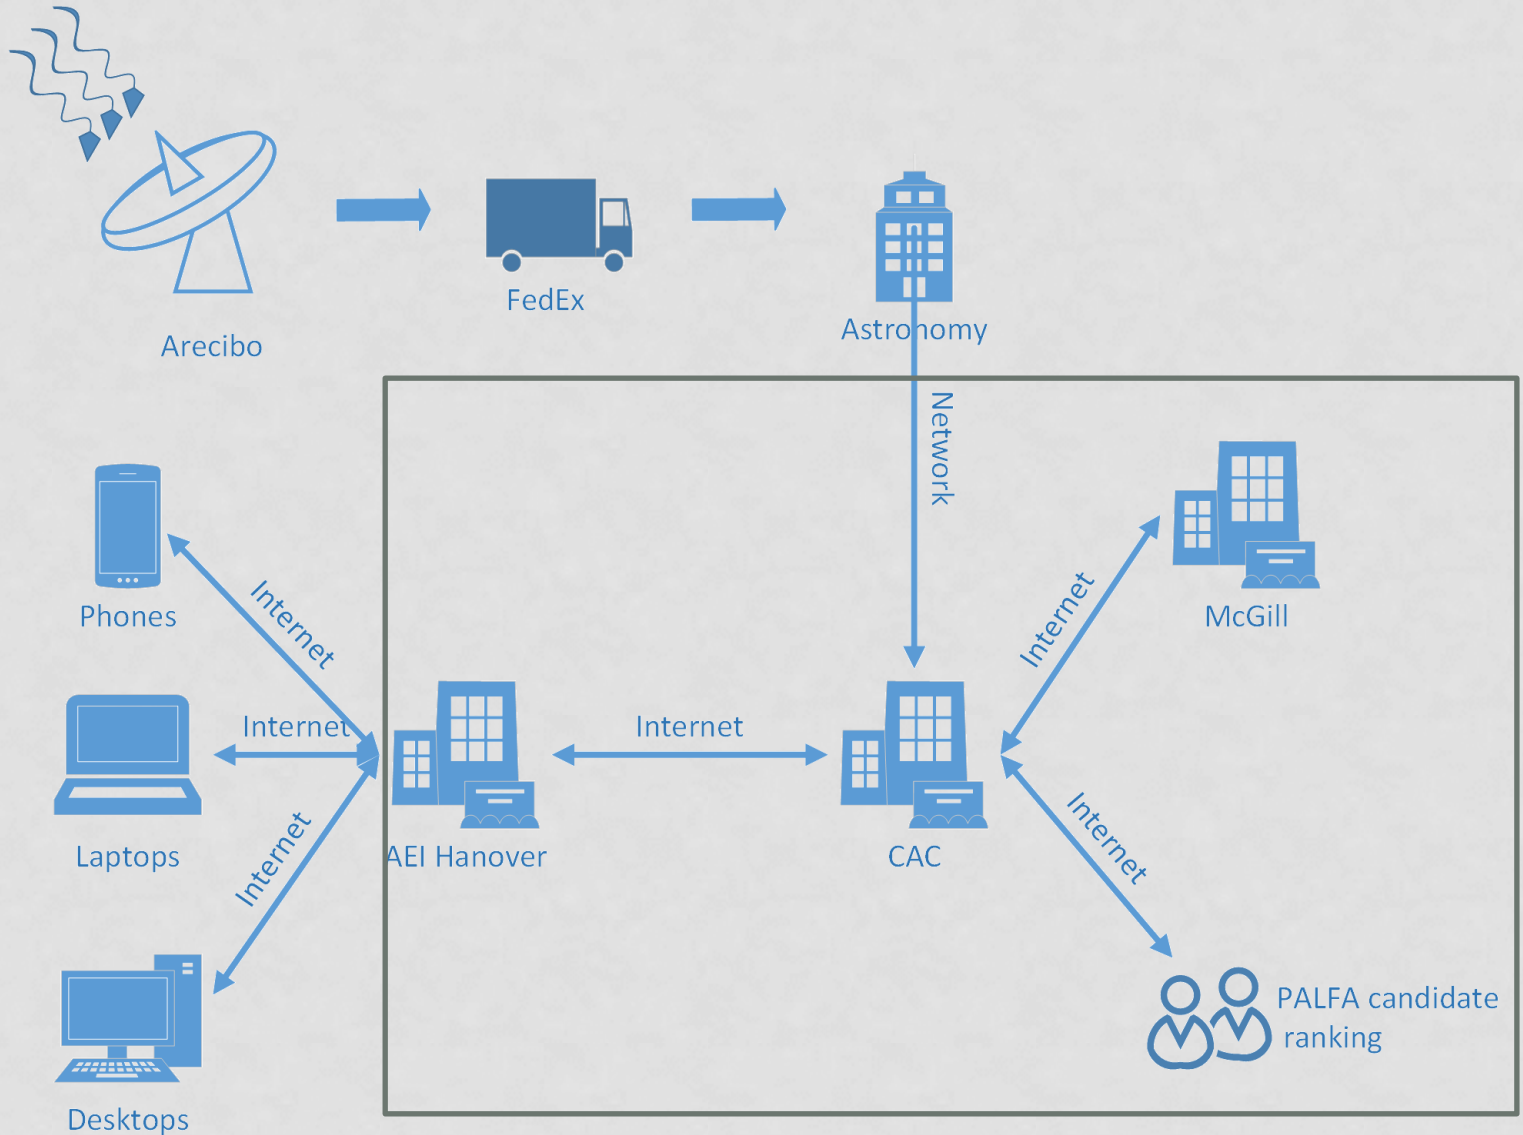 FedEx
Astronomy
Arecibo
Network
Phones
Internet
McGill
Internet
Internet
Internet
Laptops
Internet
AEI Hanover
CAC
Internet
PALFA candidate
ranking
Desktops